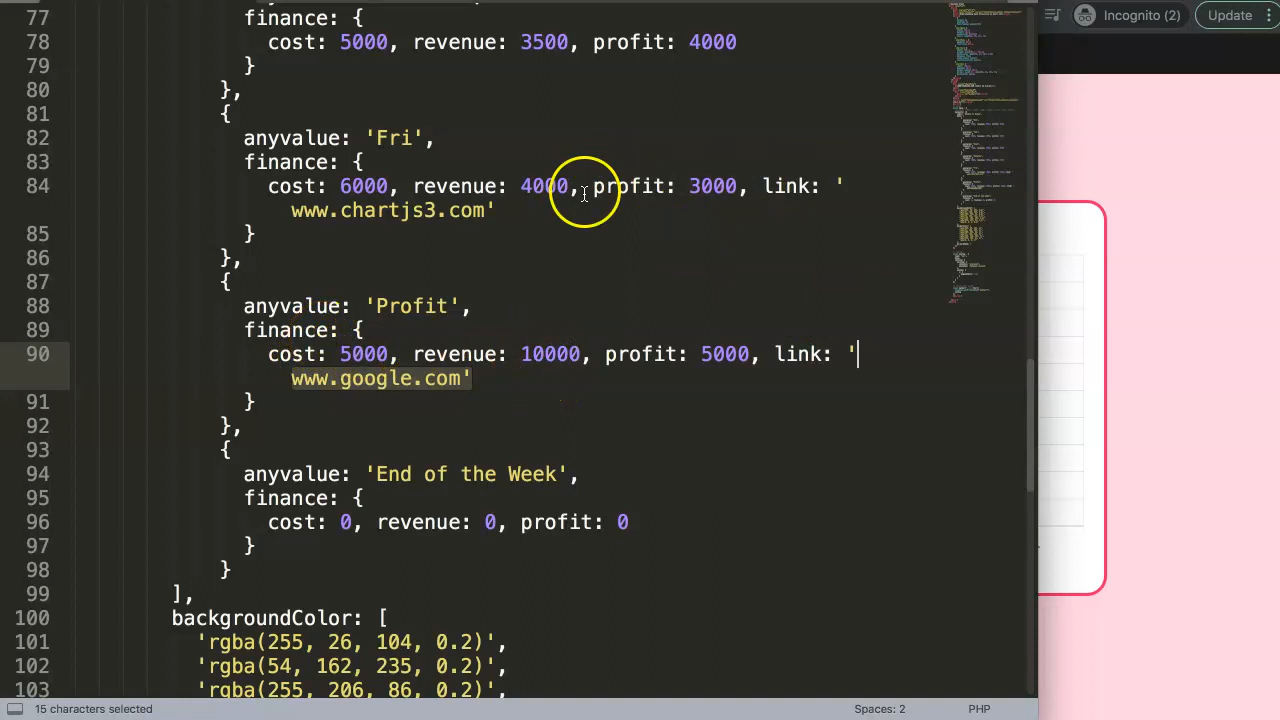 77 finance: {
78 cost: 5000, revenue: 3500, profit: 4000
79 }
80 },
81 {
82 anyvalue: 'Fri',
83 finance: {
84 cost: 6000, revenue: 4000, profit: 3000, link: '
www.chartjs3.com'
85 }
86 },
87 {
88 anyvalue: 'Profit',
89 finance: {
90 cost: 5000, revenue: 10000, profit: 5000, link: '
www.google.com'
91 }
92 },
93 {
94 anyvalue: 'End of the Week',
95 finance: {
96 cost: 0, revenue: 0, profit: 0
97 }
98 }
99 ],
100 backgroundColor: [
101 'rgba(255, 26, 104, 0.2)',
102 'rgba(54, 162, 235, 0.2)',
103 'rgba(255, 206, 86, 0.2)',
15 characters selected
Spaces: 2
PHP
Incognito (2)
Update